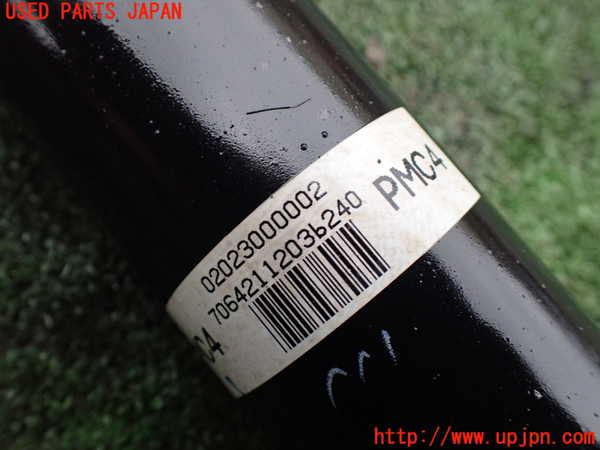 USED PARTS JAPAN
02023000002
7064211203b240
PMC4
C4
http://www.upjpn.com